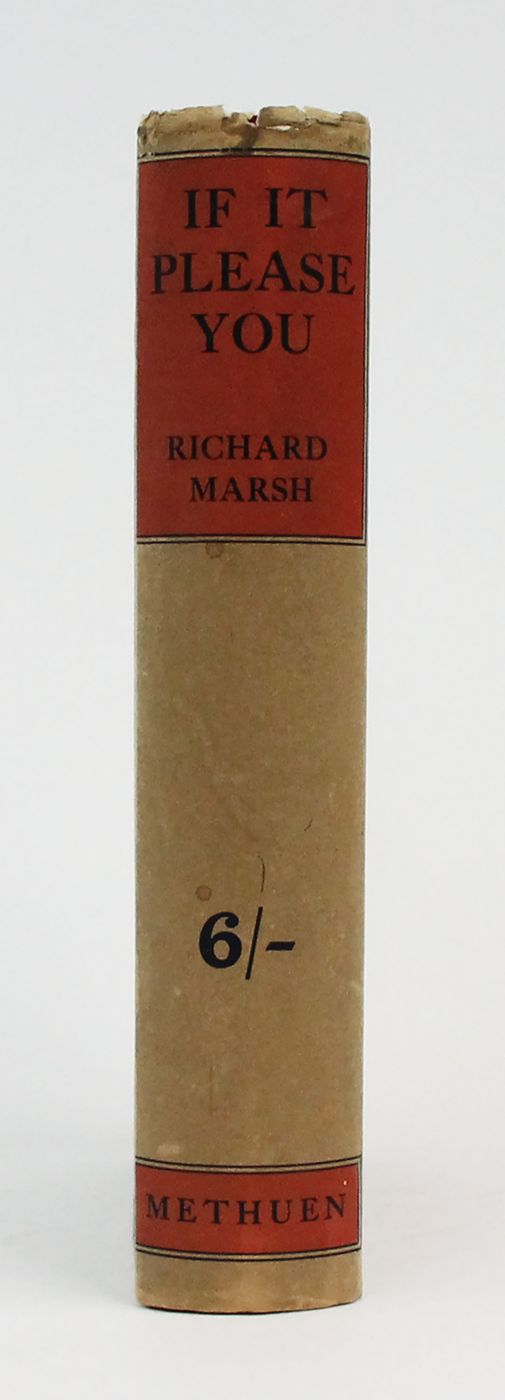 IF IT
PLEASE
YOU
RICHARD
MARSH
6/-
METHUEN